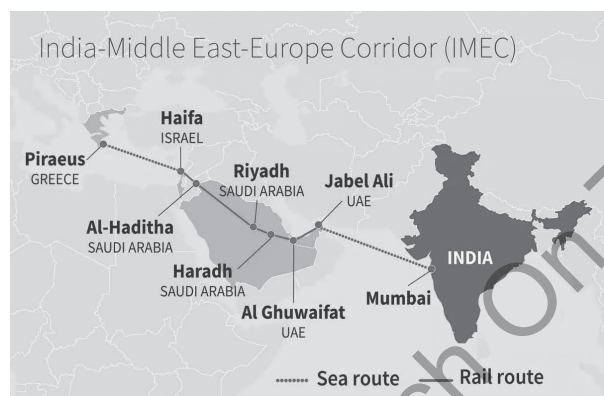 India-Middle East-Europe Corridor (IMEC)
Haifa
ISRAEL
Piraeus
GREECE
Riyadh
SAUDI ARABIA
Jabel Ali
UAE
Al-Haditha
SAUDI ARABIA
Haradh
SAUDI ARABIA
Al Ghuwaifat
UAE
INDIA
Mumbai
Sea route
Rail route